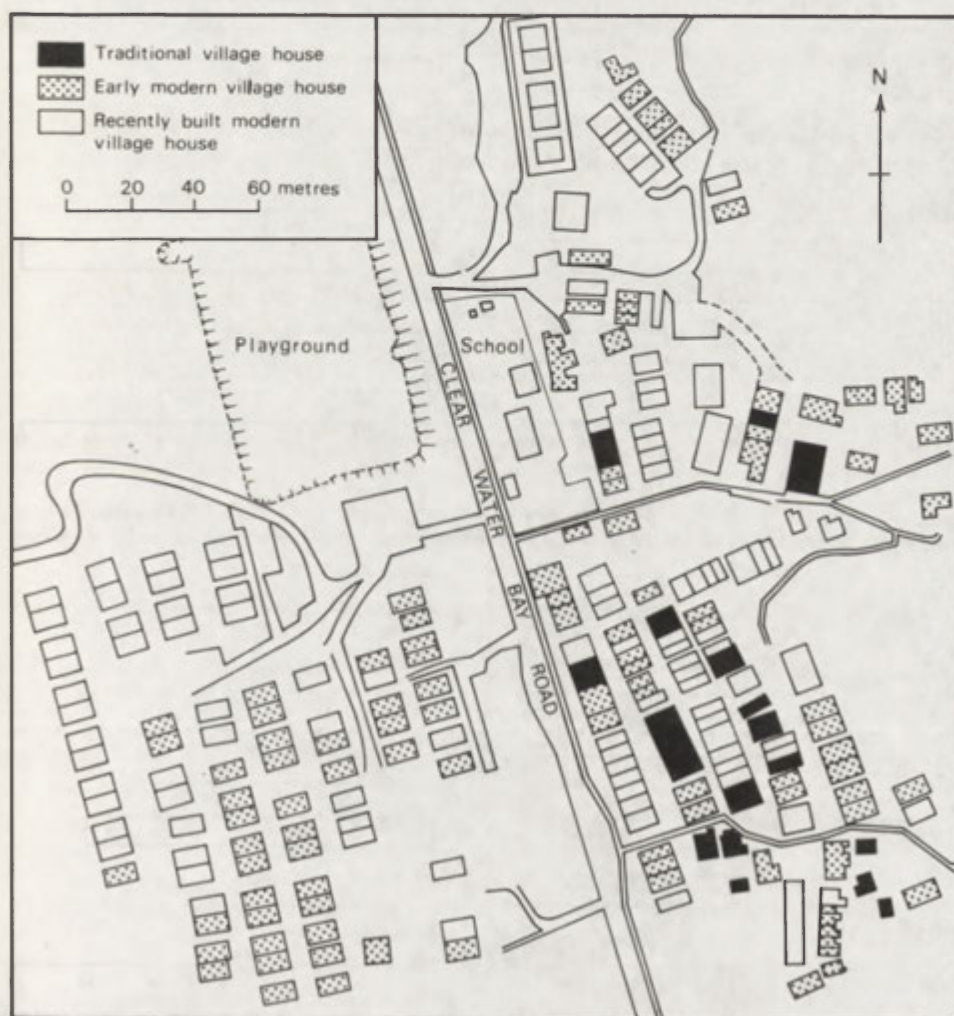 Traditional village house
Early modern village house
Recently built modern
village house
0 20 40 60 metres
N
Playground
School
CLEAR WATER BAY ROAD